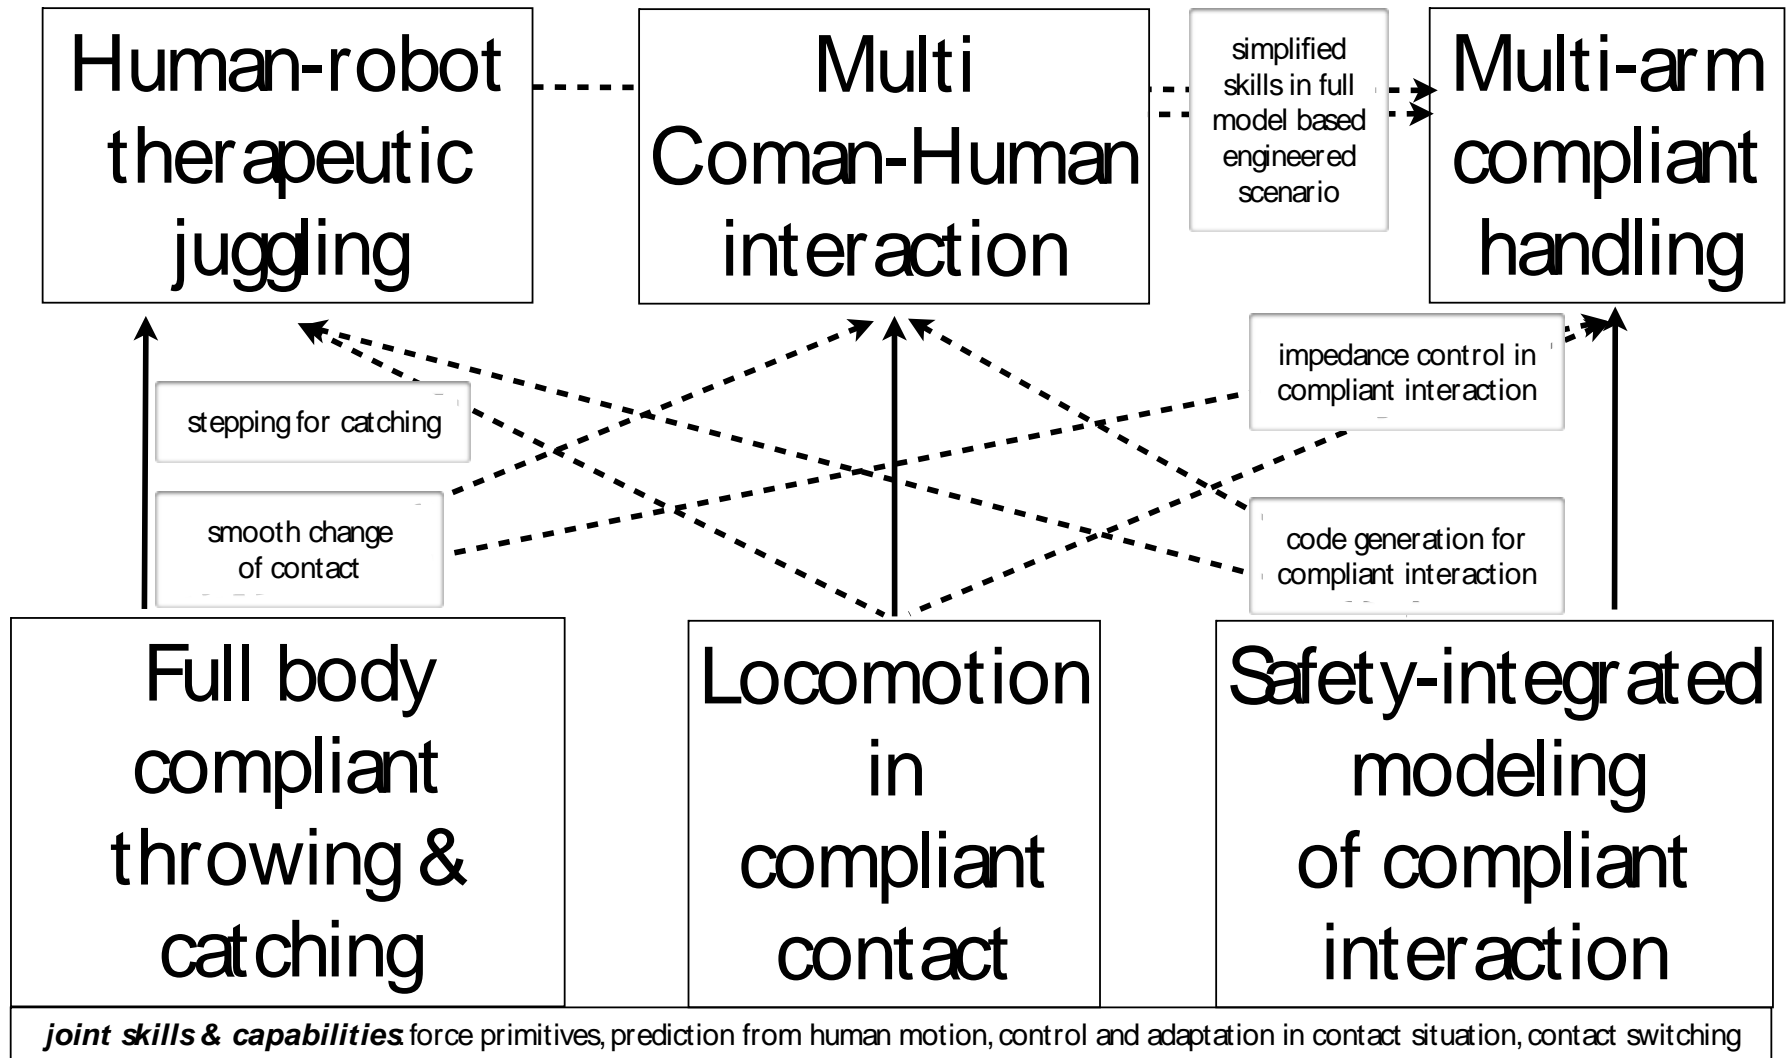 Human-robot
therapeutic
juggling
Multi
Coman-Human
interaction
simplified
skills in full
model based
engineered
scenario
Multi-arm
compliant
handling
stepping for catching
smooth change
of contact
impedance control in
compliant interaction
code generation for
compliant interaction
Full body
compliant
throwing &
catching
Locomotion
in
compliant
contact
Safety-integrated
modeling
of compliant
interaction
joint skills & capabilities: force primitives, prediction from human motion, control and adaptation in contact situation, contact switching